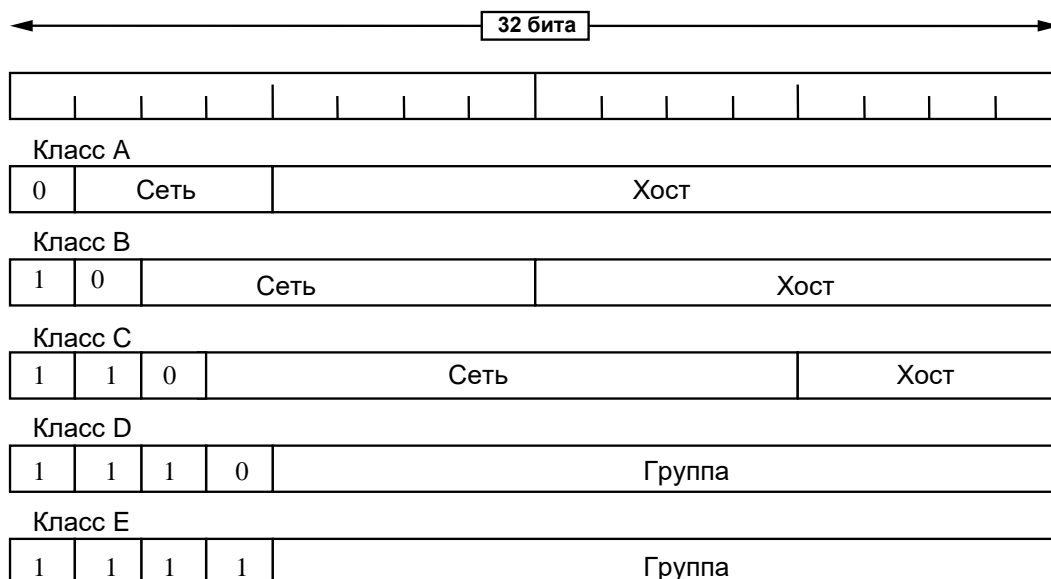 32 бита
Класс A
0 Сеть Хост
Класс B
1 0 Сеть Хост
Класс C
1 1 0 Сеть Хост
Класс D
1 1 1 0 Группа
Класс E
1 1 1 1 Группа